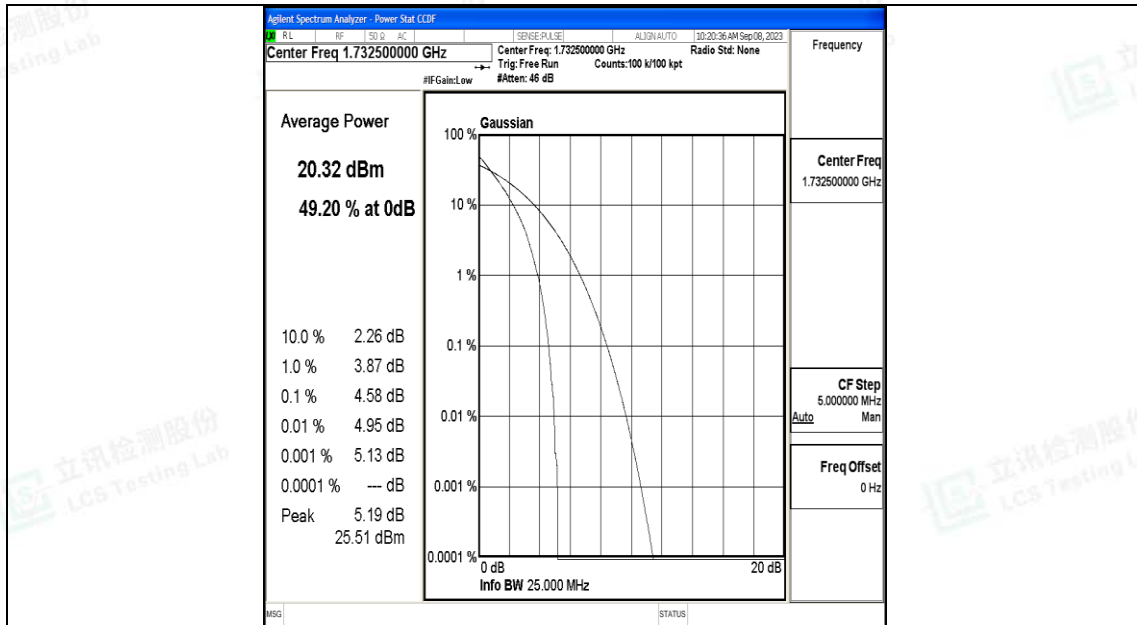 Agilent Spectrum Analyzer - Power Stat CCDF
LXI RL RF 50 Ω AC SENSE:PULSE ALIGN AUTO 10:20:36 AM Sep 08, 2023
Center Freq 1.732500000 GHz
Center Freq: 1.732500000 GHz Radio Std: None
Trig: Free Run Counts:100 k/100 kpt
#IFGain:Low #Atten: 46 dB
Frequency
Average Power
20.32 dBm
49.20 % at 0dB
10.0 % 2.26 dB
1.0 % 3.87 dB
0.1 % 4.58 dB
0.01 % 4.95 dB
0.001 % 5.13 dB
0.0001 % --- dB
Peak 5.19 dB
25.51 dBm
Gaussian
100 %
10 %
1 %
0.1 %
0.01 %
0.001 %
0.0001 %
0 dB 20 dB
Info BW 25.000 MHz
Center Freq
1.732500000 GHz
CF Step
5.000000 MHz
Auto Man
Freq Offset
0 Hz
MSG STATUS
立讯检测股份
LCS Testing Lab